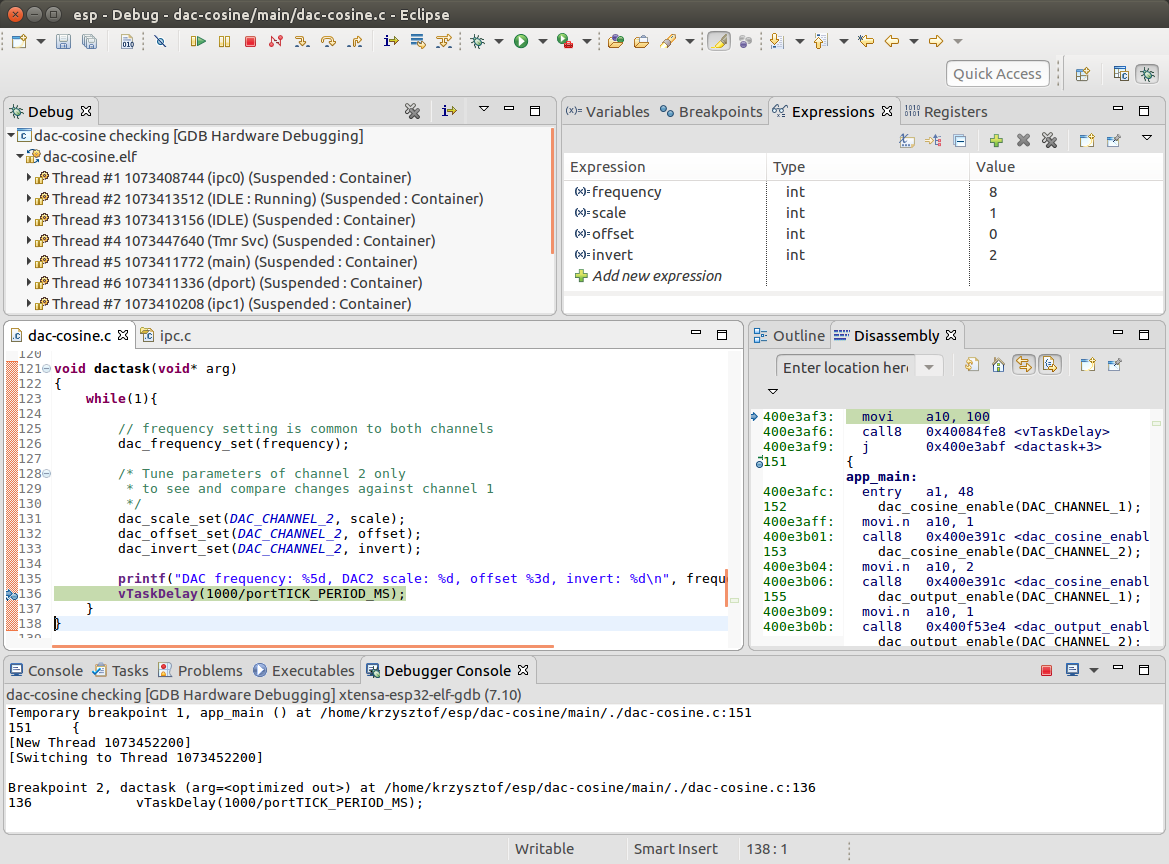 esp - Debug - dac-cosine/main/dac-cosine.c - Eclipse
Quick Access
Debug
dac-cosine checking [GDB Hardware Debugging]
dac-cosine.elf
Thread #1 1073408744 (ipc0) (Suspended : Container)
Thread #2 1073413512 (IDLE : Running) (Suspended : Container)
Thread #3 1073413156 (IDLE) (Suspended : Container)
Thread #4 1073447640 (Tmr Svc) (Suspended : Container)
Thread #5 1073411772 (main) (Suspended : Container)
Thread #6 1073411336 (dport) (Suspended : Container)
Thread #7 1073410208 (ipc1) (Suspended : Container)
(x)= Variables Breakpoints Expressions Registers
Expression Type Value
(x)= frequency int 8
(x)= scale int 1
(x)= offset int 0
(x)= invert int 2
Add new expression
dac-cosine.c ipc.c
120
121 void dactask(void* arg)
122 {
123 while(1){
124
125 // frequency setting is common to both channels
126 dac_frequency_set(frequency);
127
128 /* Tune parameters of channel 2 only
129 * to see and compare changes against channel 1
130 */
131 dac_scale_set(DAC_CHANNEL_2, scale);
132 dac_offset_set(DAC_CHANNEL_2, offset);
133 dac_invert_set(DAC_CHANNEL_2, invert);
134
135 printf("DAC frequency: %5d, DAC2 scale: %d, offset %3d, invert: %d\n", frequ
136 vTaskDelay(1000/portTICK_PERIOD_MS);
137 }
138 }
139
Outline Disassembly
Enter location here
400e3af3: movi a10, 100
400e3af6: call8 0x40084fe8 <vTaskDelay>
400e3af9: j 0x400e3abf <dactask+3>
151 {
app_main:
400e3afc: entry a1, 48
152 dac_cosine_enable(DAC_CHANNEL_1);
400e3aff: movi.n a10, 1
400e3b01: call8 0x400e391c <dac_cosine_enabl
153 dac_cosine_enable(DAC_CHANNEL_2);
400e3b04: movi.n a10, 2
400e3b06: call8 0x400e391c <dac_cosine_enabl
155 dac_output_enable(DAC_CHANNEL_1);
400e3b09: movi.n a10, 1
400e3b0b: call8 0x400f53e4 <dac_output_enabl
dac_output_enable(DAC_CHANNEL_2);
Console Tasks Problems Executables Debugger Console
dac-cosine checking [GDB Hardware Debugging] xtensa-esp32-elf-gdb (7.10)
Temporary breakpoint 1, app_main () at /home/krzysztof/esp/dac-cosine/main/./dac-cosine.c:151
151 {
[New Thread 1073452200]
[Switching to Thread 1073452200]
Breakpoint 2, dactask (arg=<optimized out>) at /home/krzysztof/esp/dac-cosine/main/./dac-cosine.c:136
136 vTaskDelay(1000/portTICK_PERIOD_MS);
Writable Smart Insert 138 : 1